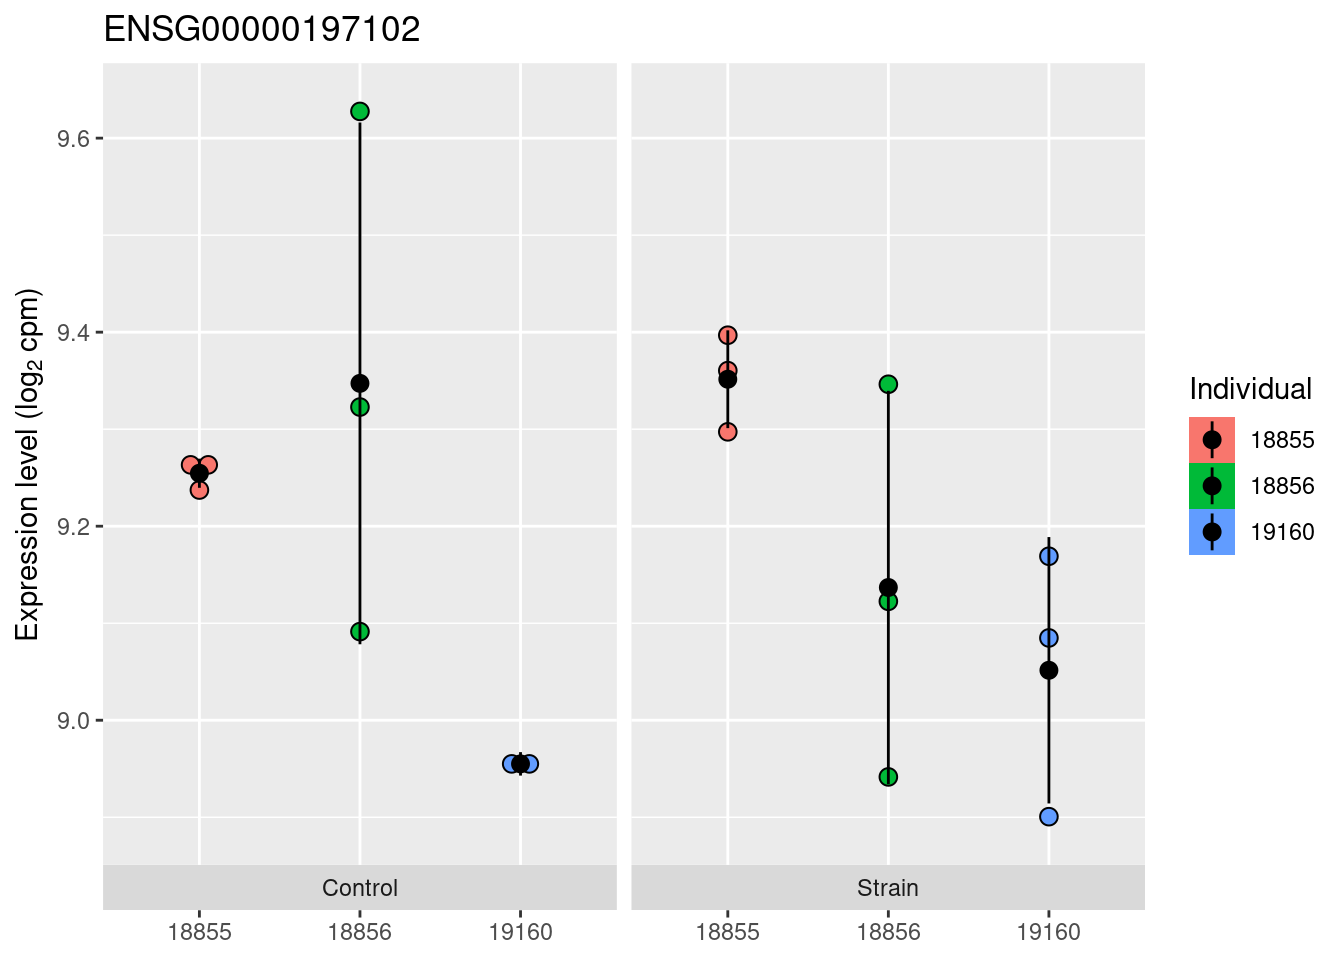 ENSG00000197102
Expression level (log₂ cpm)
9.6
9.4
9.2
9.0
Control
Strain
18855
18856
19160
18855
18856
19160
Individual
18855
18856
19160